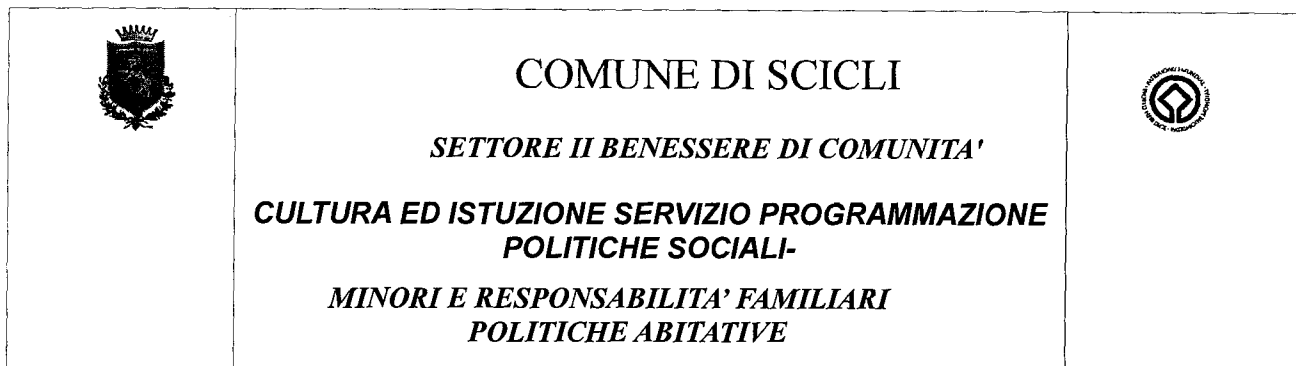 COMUNE DI SCICLI
SETTORE II BENESSERE DI COMUNITA'
CULTURA ED ISTUZIONE SERVIZIO PROGRAMMAZIONE
POLITICHE SOCIALI-
MINORI E RESPONSABILITA' FAMILIARI
POLITICHE ABITATIVE